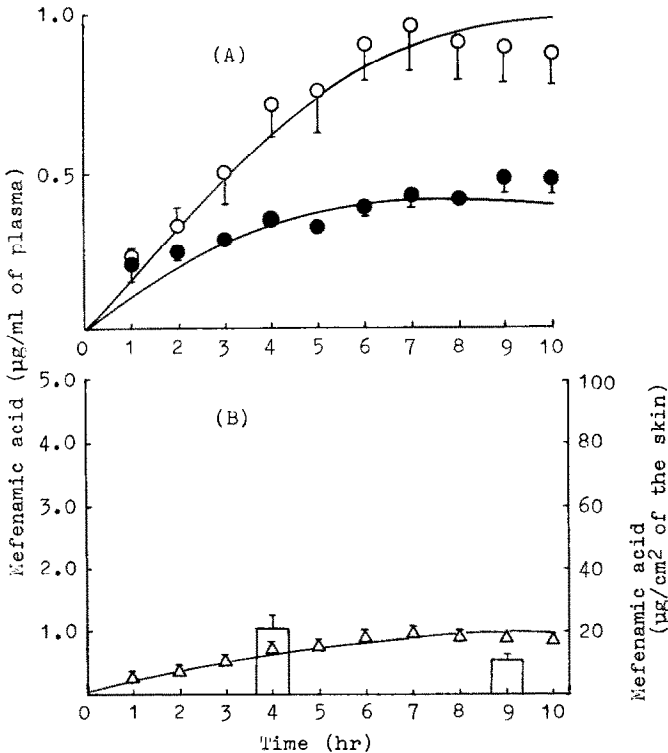 Mefenamic acid (µg/ml of plasma)
1.0
0.5
(A)
0 1 2 3 4 5 6 7 8 9 10
5.0
4.0
3.0
2.0
1.0
(B)
100
80
60
40
20
0
0 1 2 3 4 5 6 7 8 9 10
Time (hr)
Mefenamic acid
(µg/cm2 of the skin)